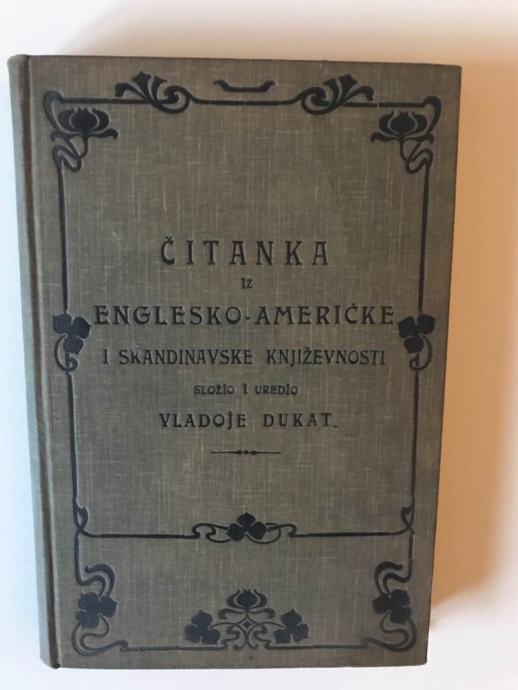 ČITANKA
IZ
ENGLESKO-AMERIČKE
I SKANDINAVSKE KNJIŽEVNOSTI
SLOŽIO I UREDIO
VLADOJE DUKAT.